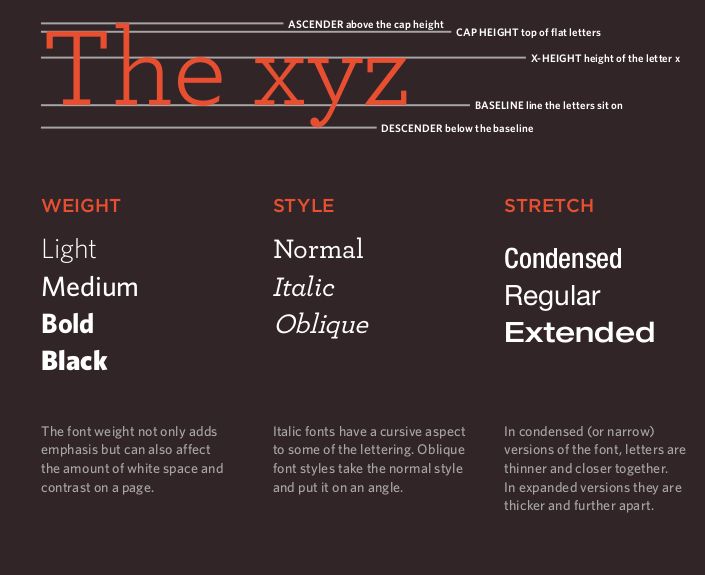 The xyz
ASCENDER above the cap height
CAP HEIGHT top of flat letters
X-HEIGHT height of the letter x
BASELINE line the letters sit on
DESCENDER below the baseline
WEIGHT
Light
Medium
Bold
Black
The font weight not only adds
emphasis but can also affect
the amount of white space and
contrast on a page.
STYLE
Normal
Italic
Oblique
Italic fonts have a cursive aspect
to some of the lettering. Oblique
font styles take the normal style
and put it on an angle.
STRETCH
Condensed
Regular
Extended
In condensed (or narrow)
versions of the font, letters are
thinner and closer together.
In expanded versions they are
thicker and further apart.